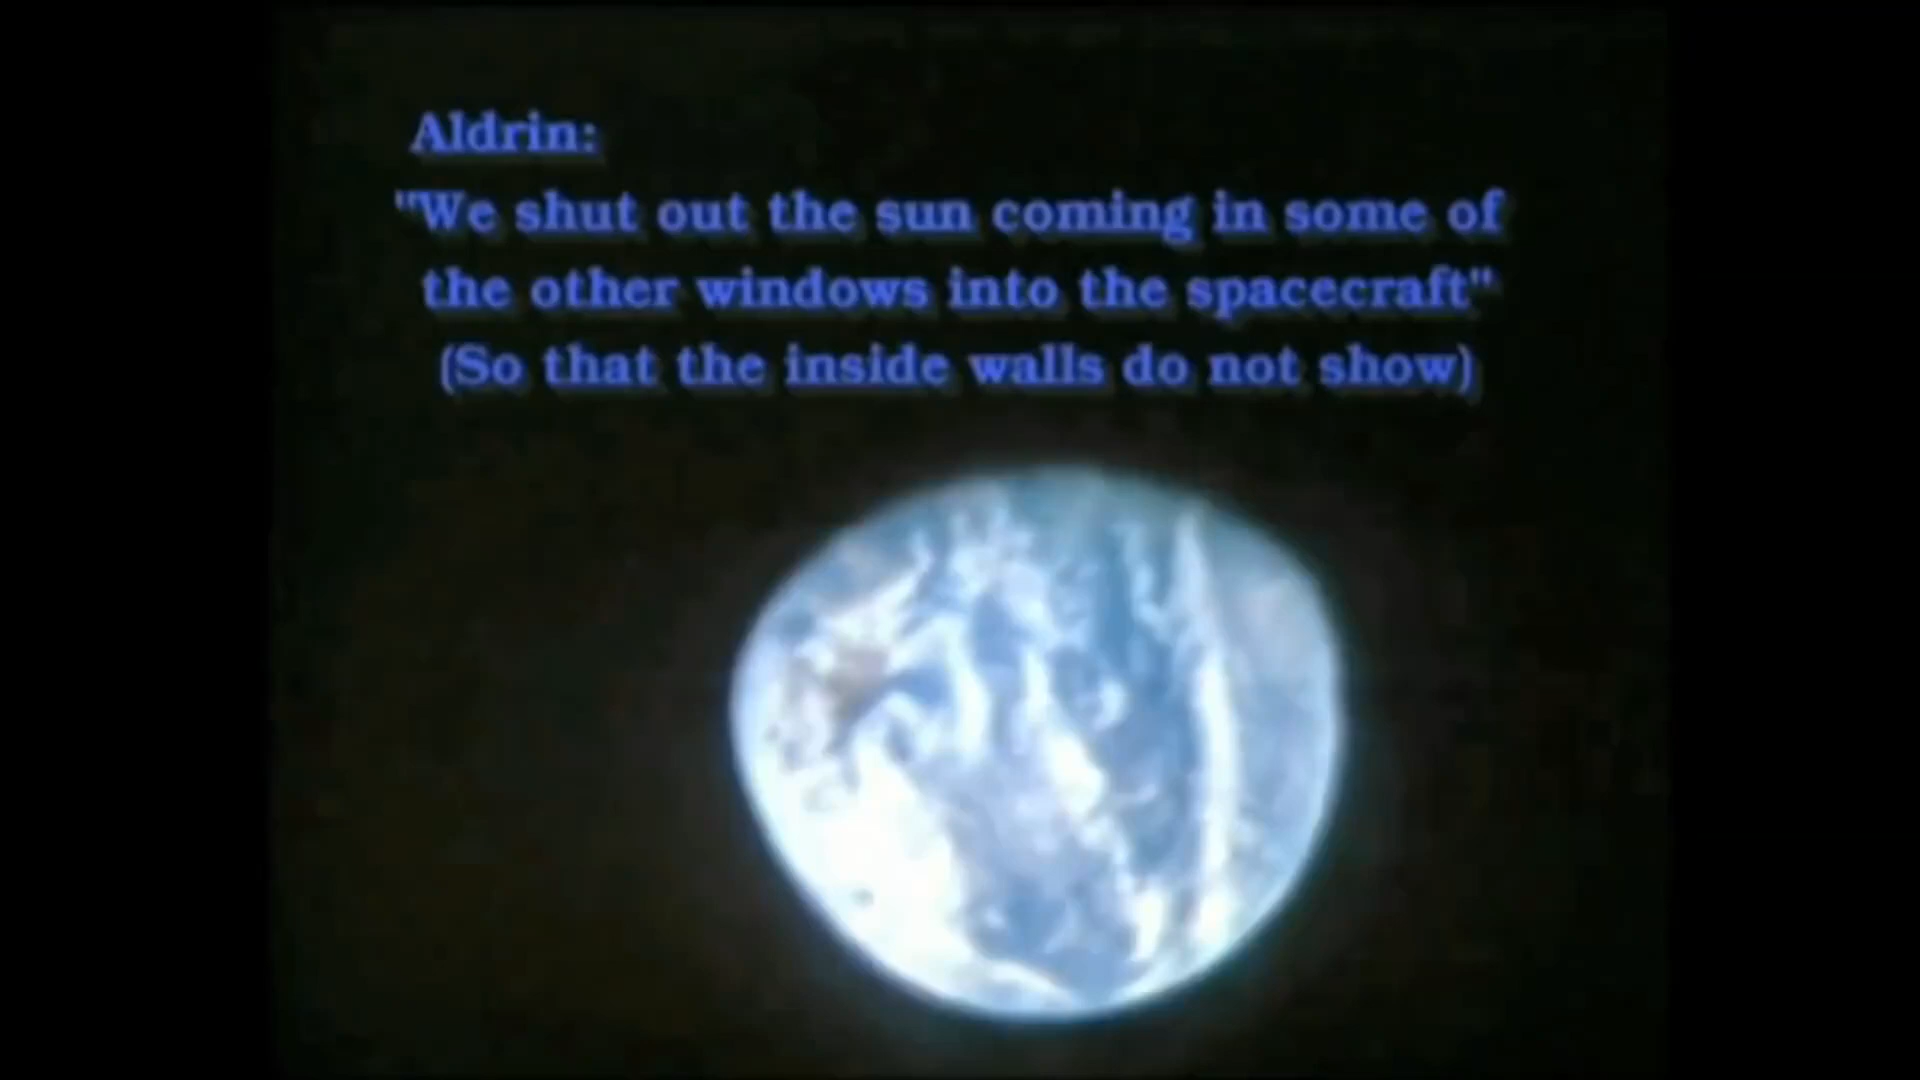 Aldrin:
"We shut out the sun coming in some of
the other windows into the spacecraft"
(So that the inside walls do not show)